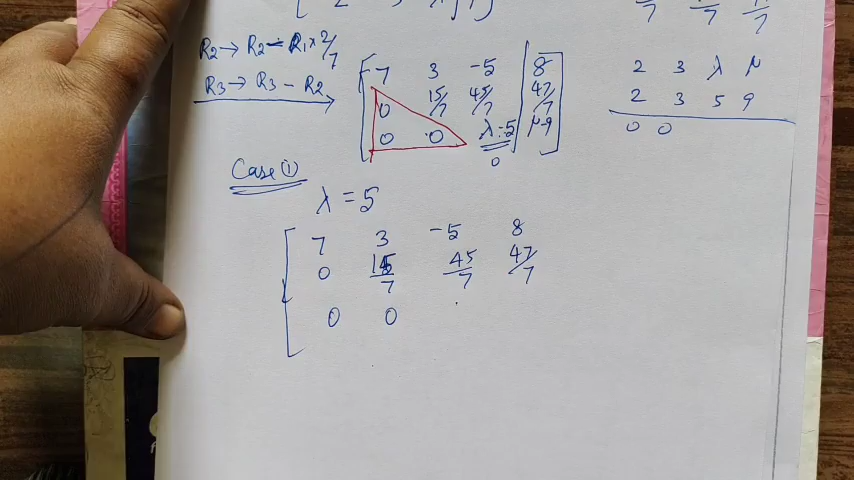 R2 → R2 - R1 × 2/7
R3 → R3 - R2
7 3 -5 8
0 15/7 45/7 47/7
0 0 λ-5 μ-9
0
2 3 λ μ
2 3 5 9
0 0
Case ①
λ = 5
7 3 -5 8
0 15/7 45/7 47/7
0 0